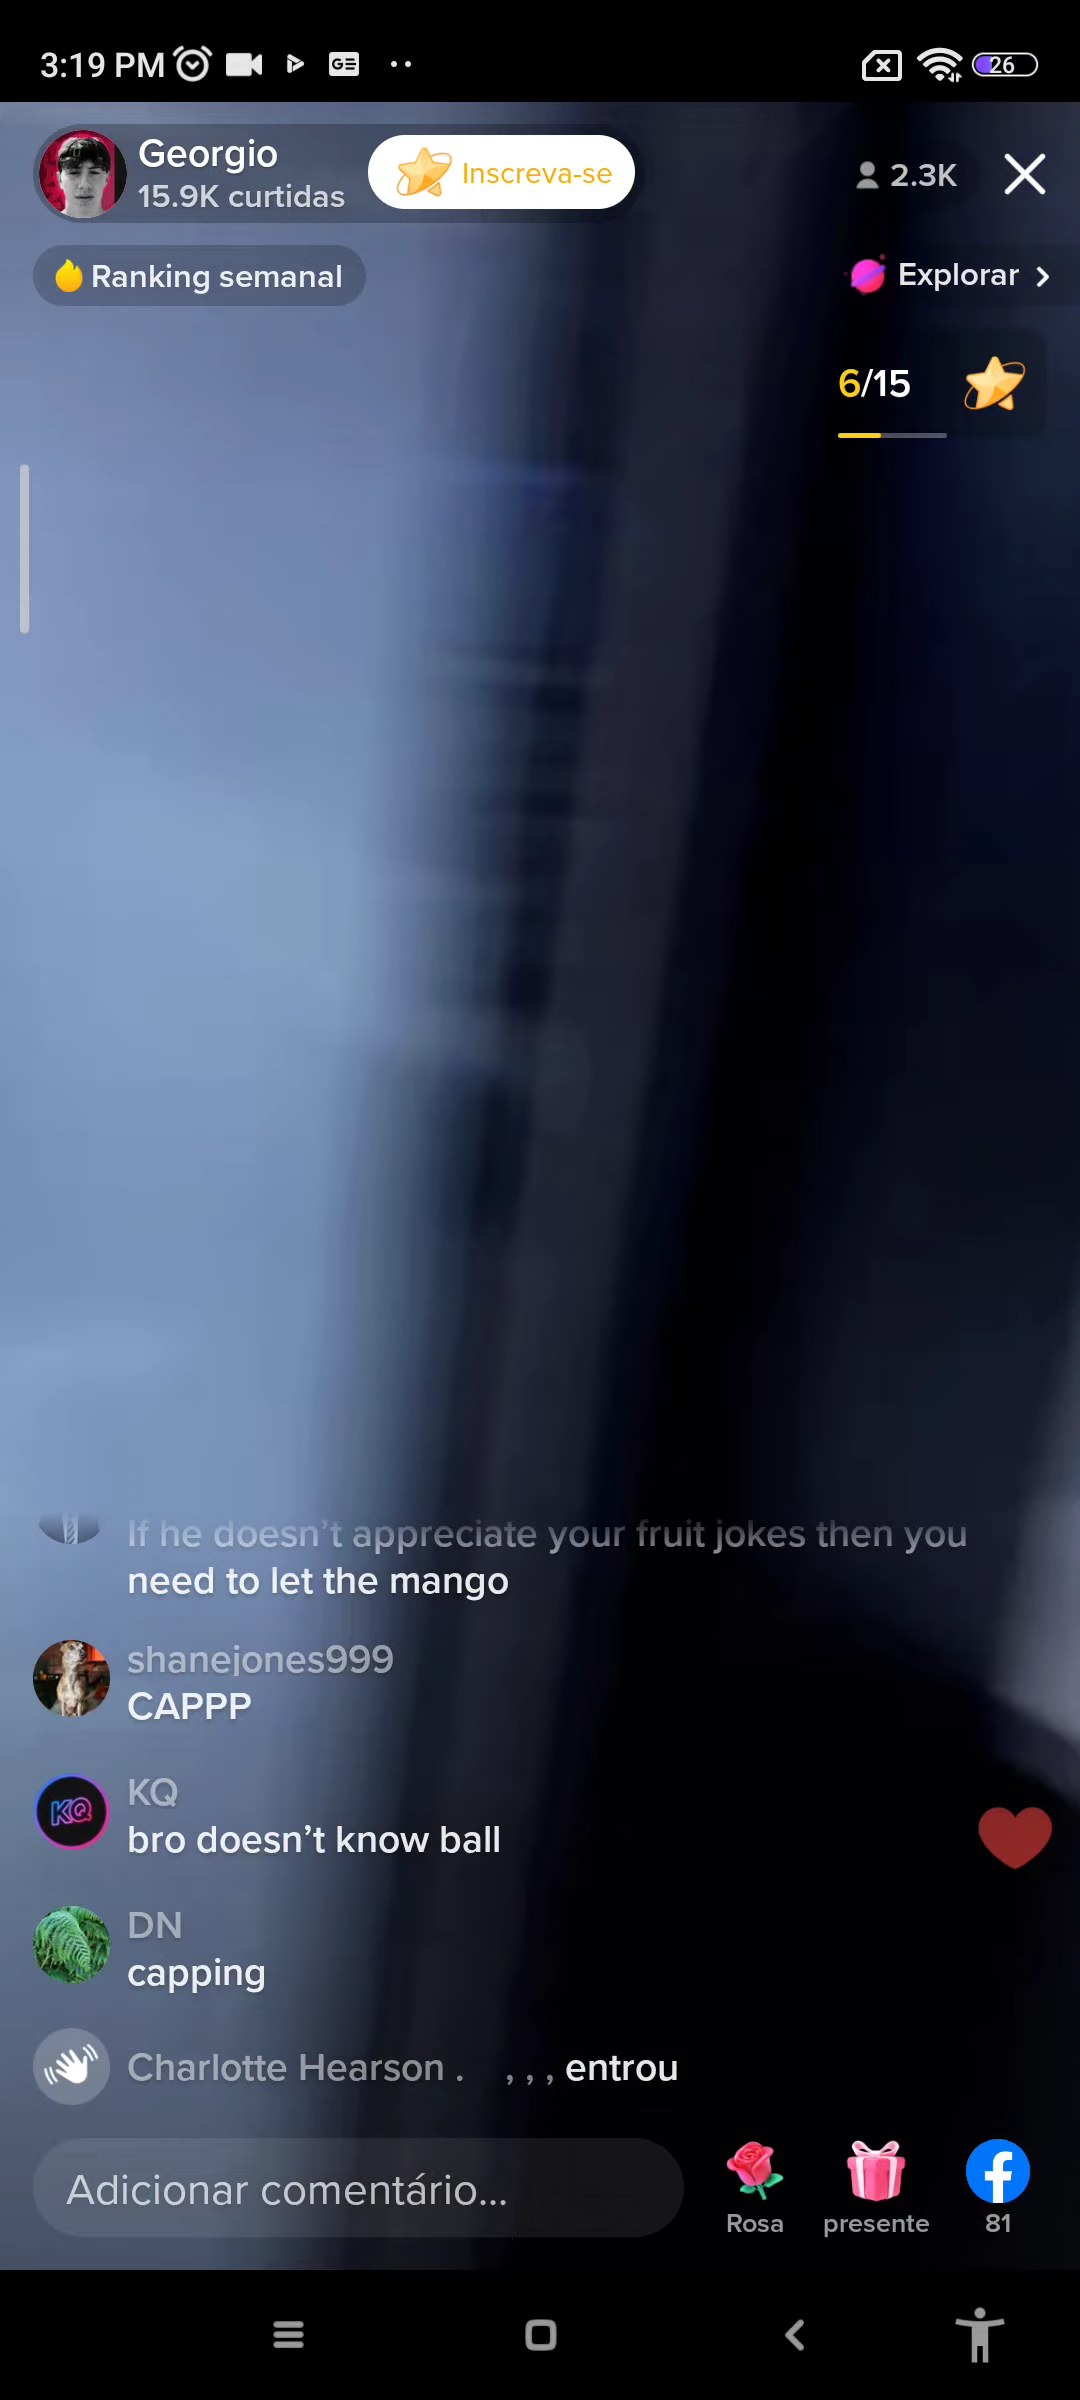 3:19 PM
26
Georgio
15.9K curtidas
Inscreva-se
2.3K
Ranking semanal
Explorar
6/15
If he doesn’t appreciate your fruit jokes then you
need to let the mango
shanejones999
CAPPP
KQ
KQ
bro doesn’t know ball
DN
capping
Charlotte Hearson . , , , entrou
Adicionar comentário...
Rosa
presente
81